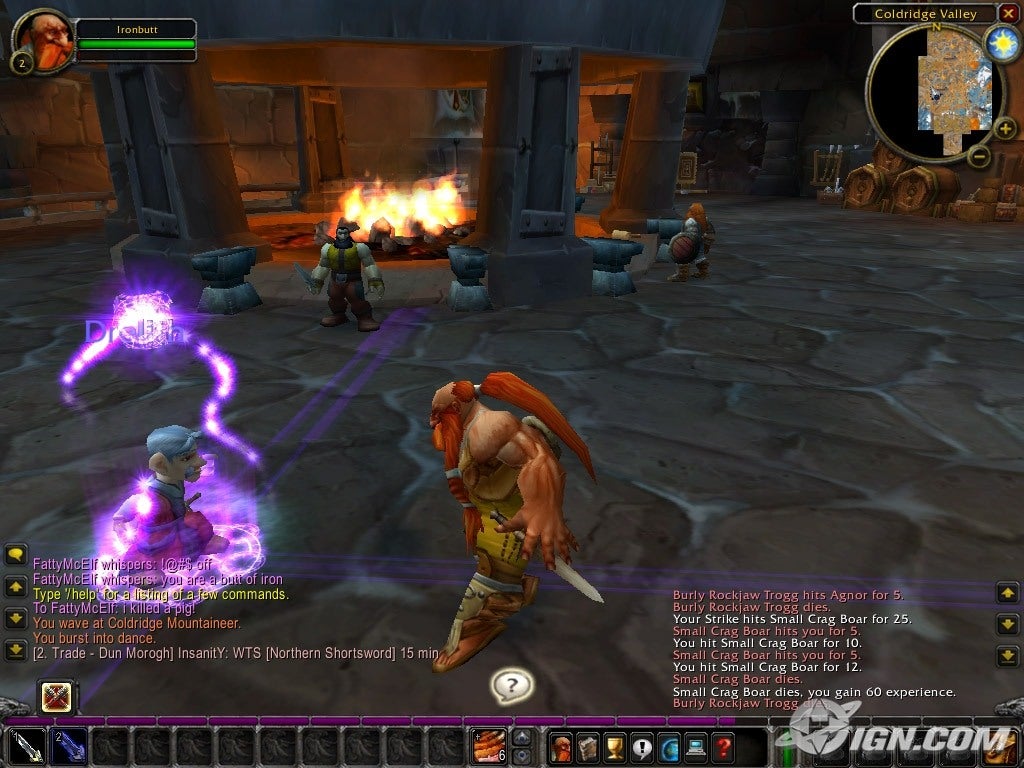 Ironbutt
2
Coldridge Valley
N
FattyMcElf whispers: !@#$ off
FattyMcElf whispers: you are a butt of iron
Type '/help' for a listing of a few commands.
To FattyMcElf: i killed a pig!
You wave at Coldridge Mountaineer.
You burst into dance.
[2. Trade - Dun Morogh] InsanitY: WTS [Northern Shortsword] 15 min
Burly Rockjaw Trogg hits Agnor for 5.
Burly Rockjaw Trogg dies.
Your Strike hits Small Crag Boar for 25.
Small Crag Boar hits you for 5.
You hit Small Crag Boar for 10.
Small Crag Boar hits you for 5.
You hit Small Crag Boar for 12.
Small Crag Boar dies.
Small Crag Boar dies, you gain 60 experience.
Burly Rockjaw Trogg dies.
?
1
2
6
!
?
IGN.COM